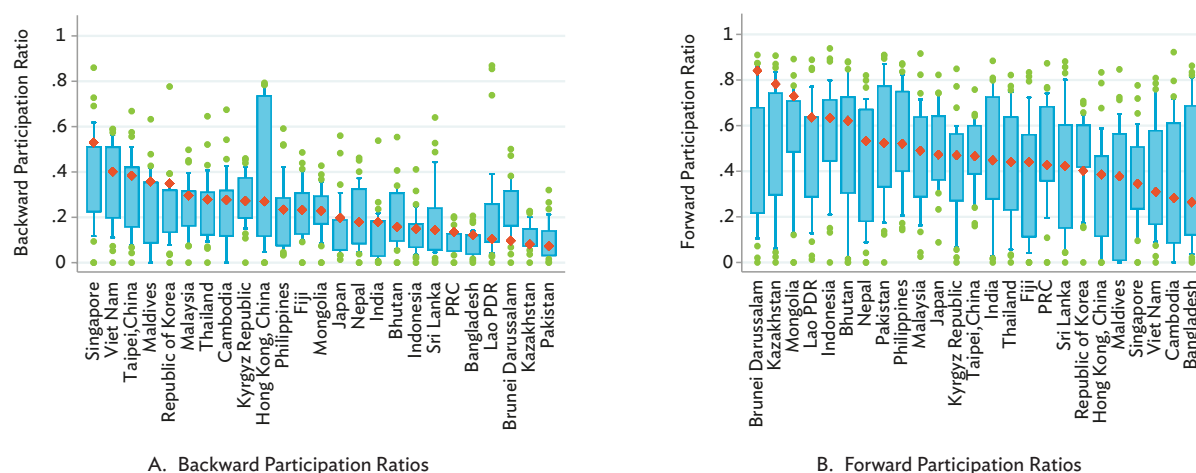 Backward Participation Ratio
1
.8
.6
.4
.2
0
Singapore
Viet Nam
Taipei,China
Maldives
Republic of Korea
Malaysia
Thailand
Cambodia
Kyrgyz Republic
Hong Kong, China
Philippines
Fiji
Mongolia
Japan
Nepal
India
Bhutan
Indonesia
Sri Lanka
PRC
Bangladesh
Lao PDR
Brunei Darussalam
Kazakhstan
Pakistan
A. Backward Participation Ratios
Forward Participation Ratio
1
.8
.6
.4
.2
0
Brunei Darussalam
Kazakhstan
Mongolia
Lao PDR
Indonesia
Bhutan
Nepal
Pakistan
Philippines
Malaysia
Japan
Kyrgyz Republic
Taipei,China
India
Thailand
Fiji
PRC
Sri Lanka
Republic of Korea
Hong Kong, China
Maldives
Singapore
Viet Nam
Cambodia
Bangladesh
B. Forward Participation Ratios